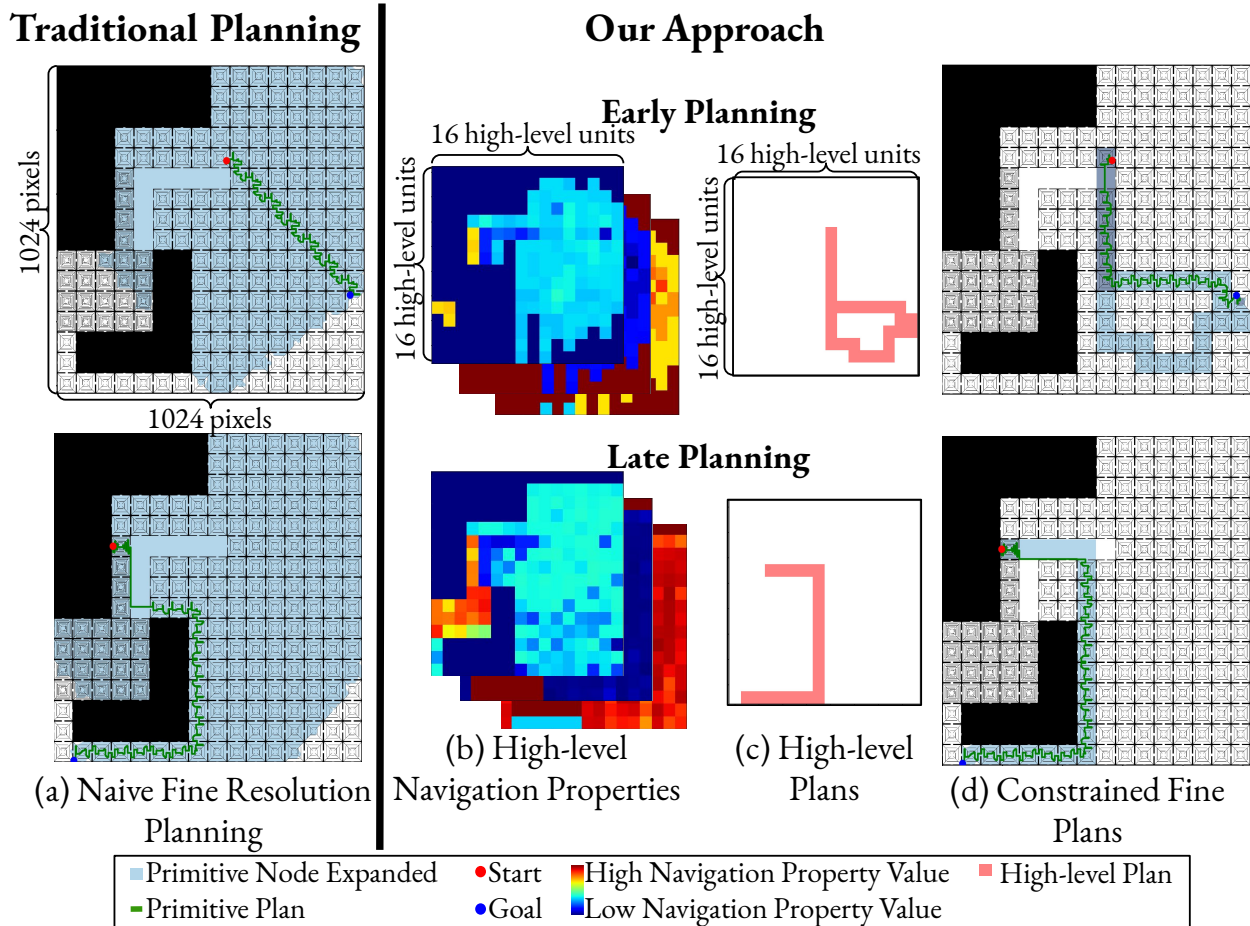 Traditional Planning
Our Approach
1024 pixels
1024 pixels
Early Planning
16 high-level units
16 high-level units
16 high-level units
16 high-level units
Late Planning
(a) Naive Fine Resolution
Planning
(b) High-level
Navigation Properties
(c) High-level
Plans
(d) Constrained Fine
Plans
Primitive Node Expanded
Start
High Navigation Property Value
High-level Plan
Primitive Plan
Goal
Low Navigation Property Value